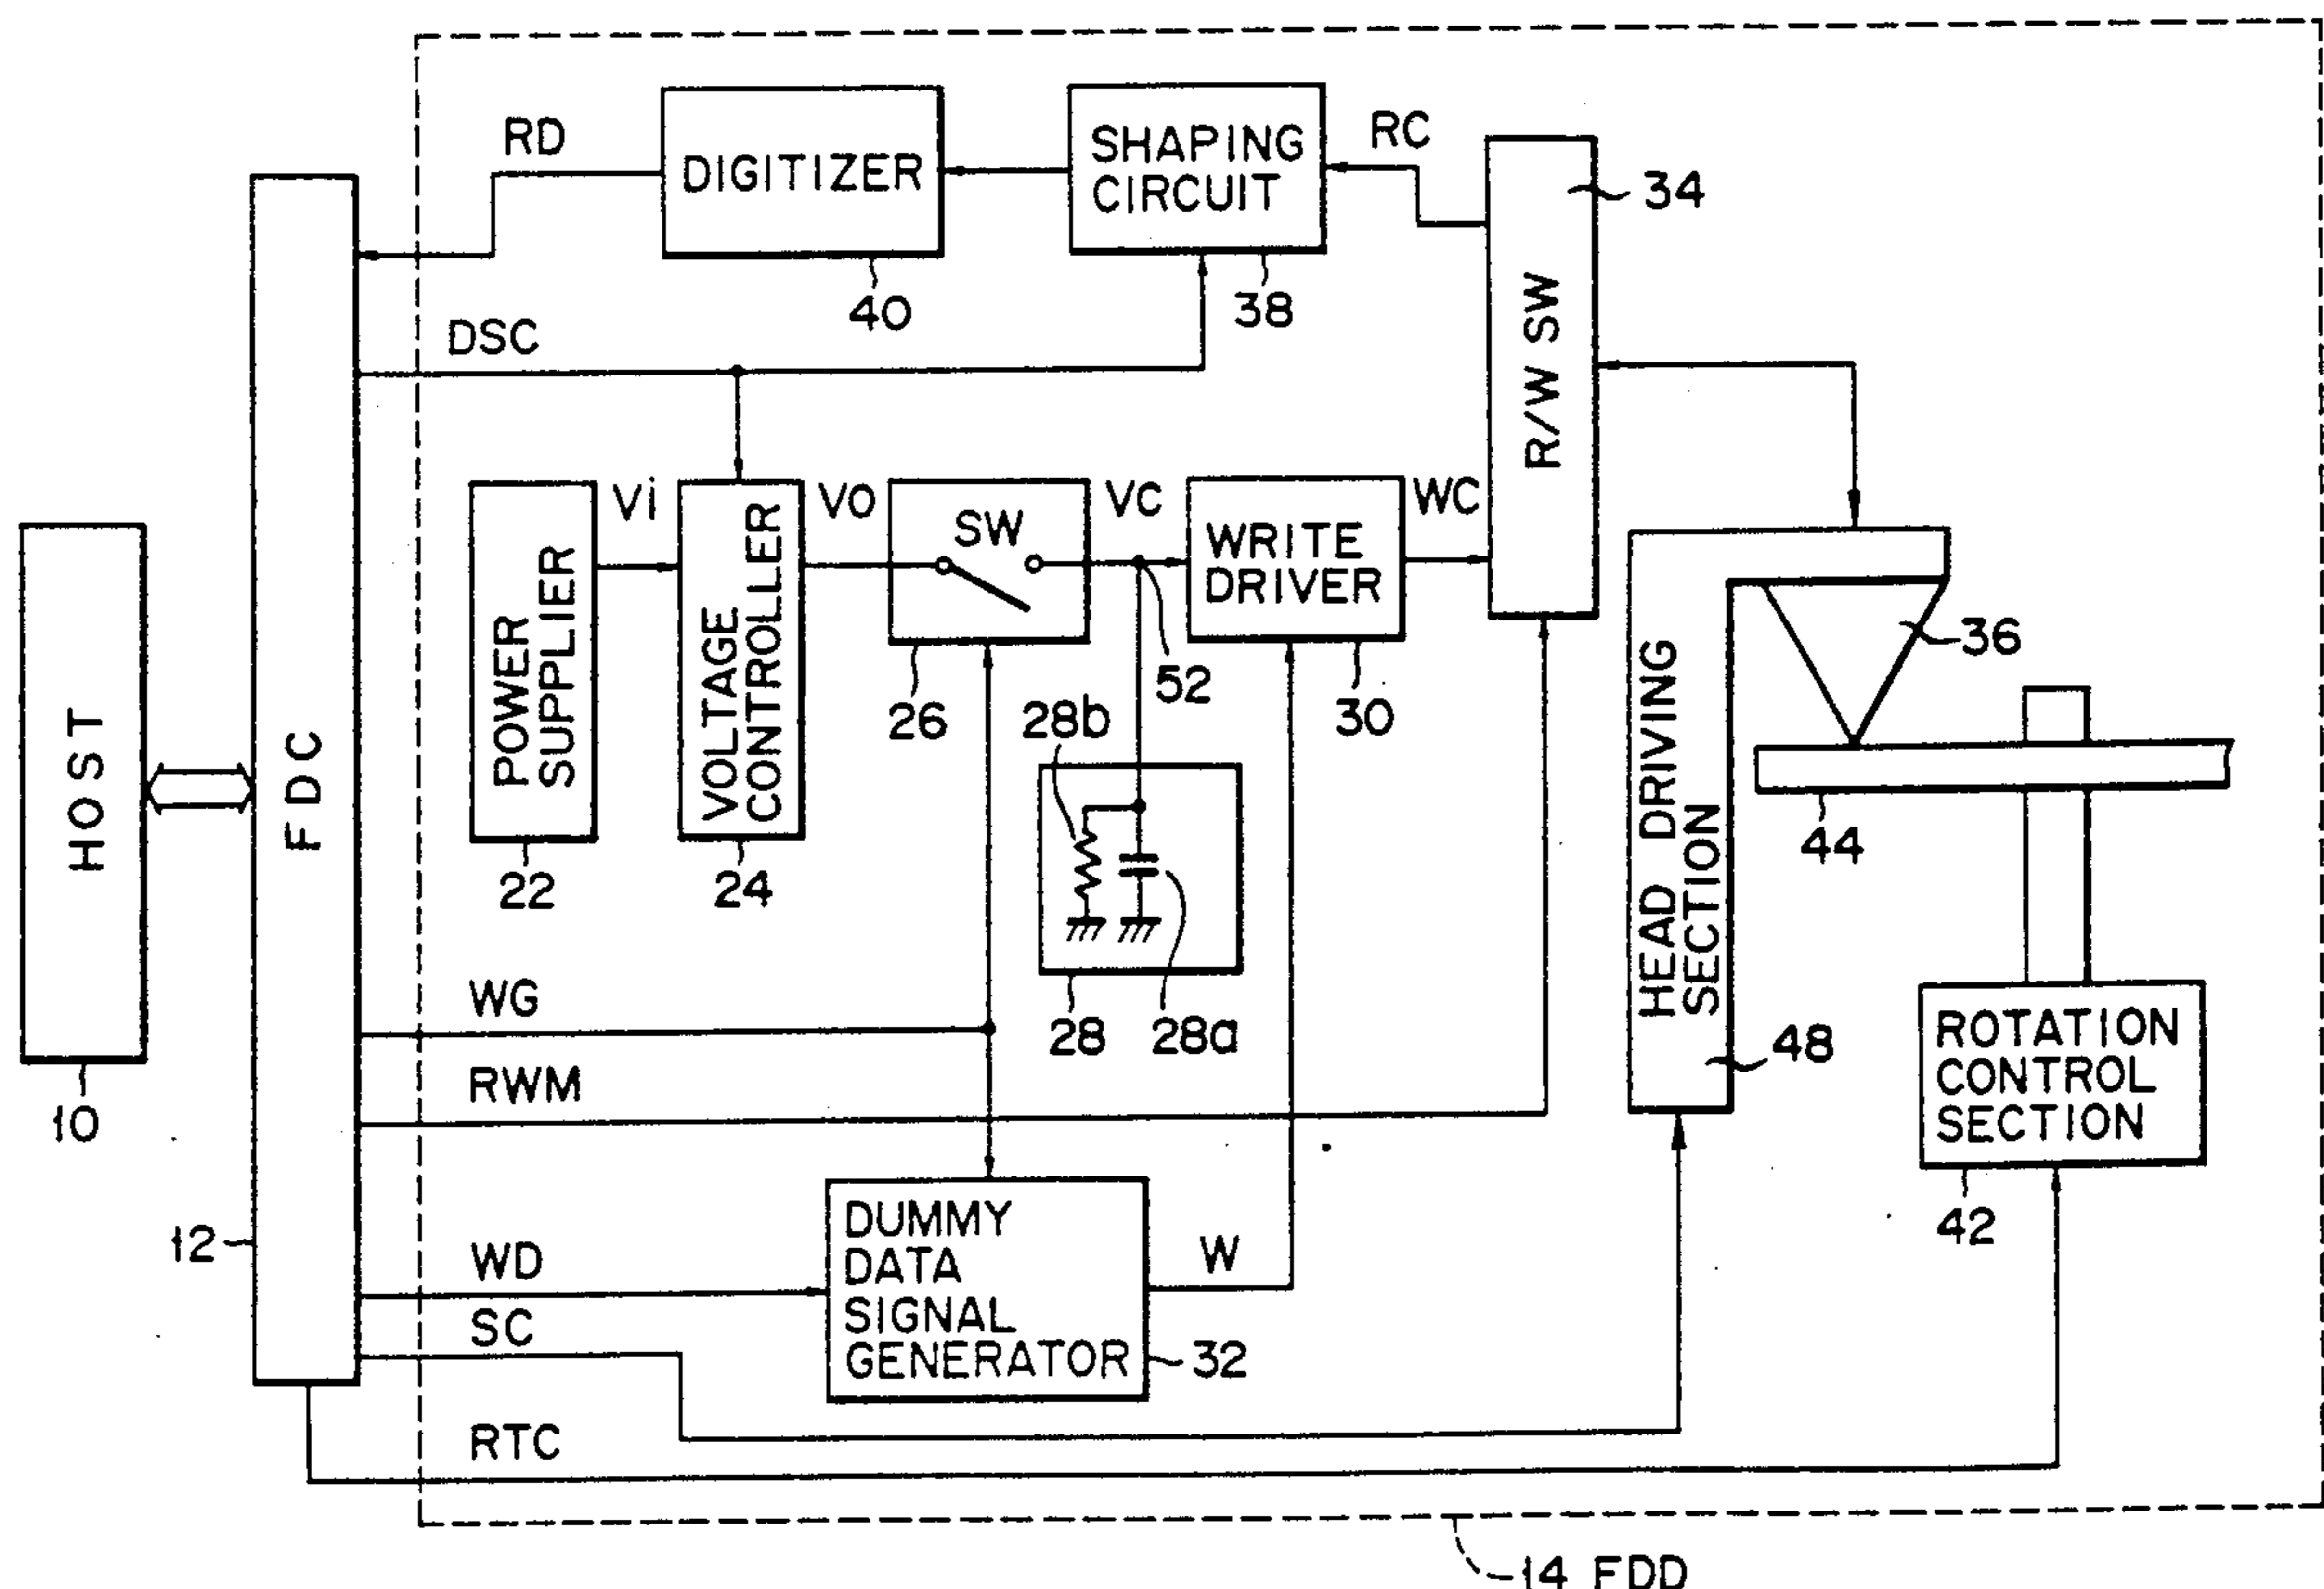 RD
DIGITIZER
40
SHAPING
CIRCUIT
38
RC
R/W SW
34
DSC
HOST
10
FDC
12
POWER
SUPPLIER
22
Vi
VOLTAGE
CONTROLLER
24
VO
SW
26
VC
52
WRITE
DRIVER
30
WC
28b
28
28a
36
HEAD DRIVING
SECTION
48
44
ROTATION
CONTROL
SECTION
42
WG
RWM
WD
SC
DUMMY
DATA
SIGNAL
GENERATOR
32
W
RTC
14 FDD